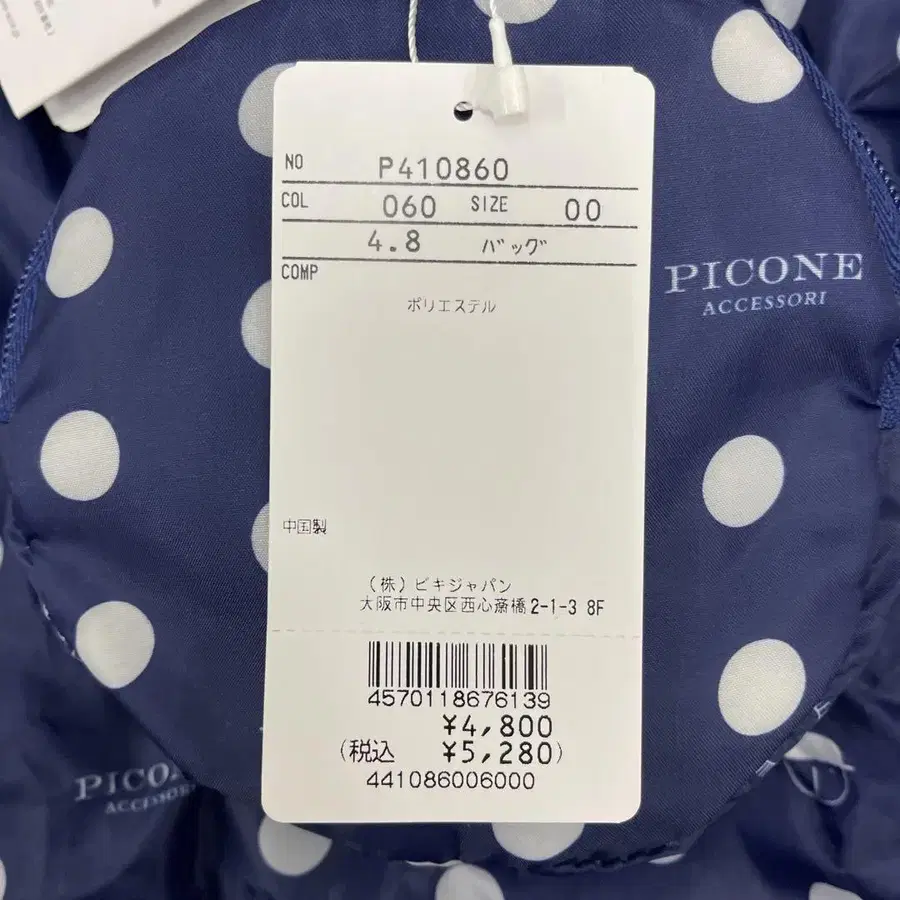 NO P410860
COL 060 SIZE 00
4.8 バッグ
COMP
ポリエステル
中国製
(株)ビキジャパン
大阪市中央区西心斎橋2-1-3 8F
4570118676139
¥4,800
(税込 ¥5,280)
441086006000
PICONE
ACCESSORI
PICO
ACCESSORI